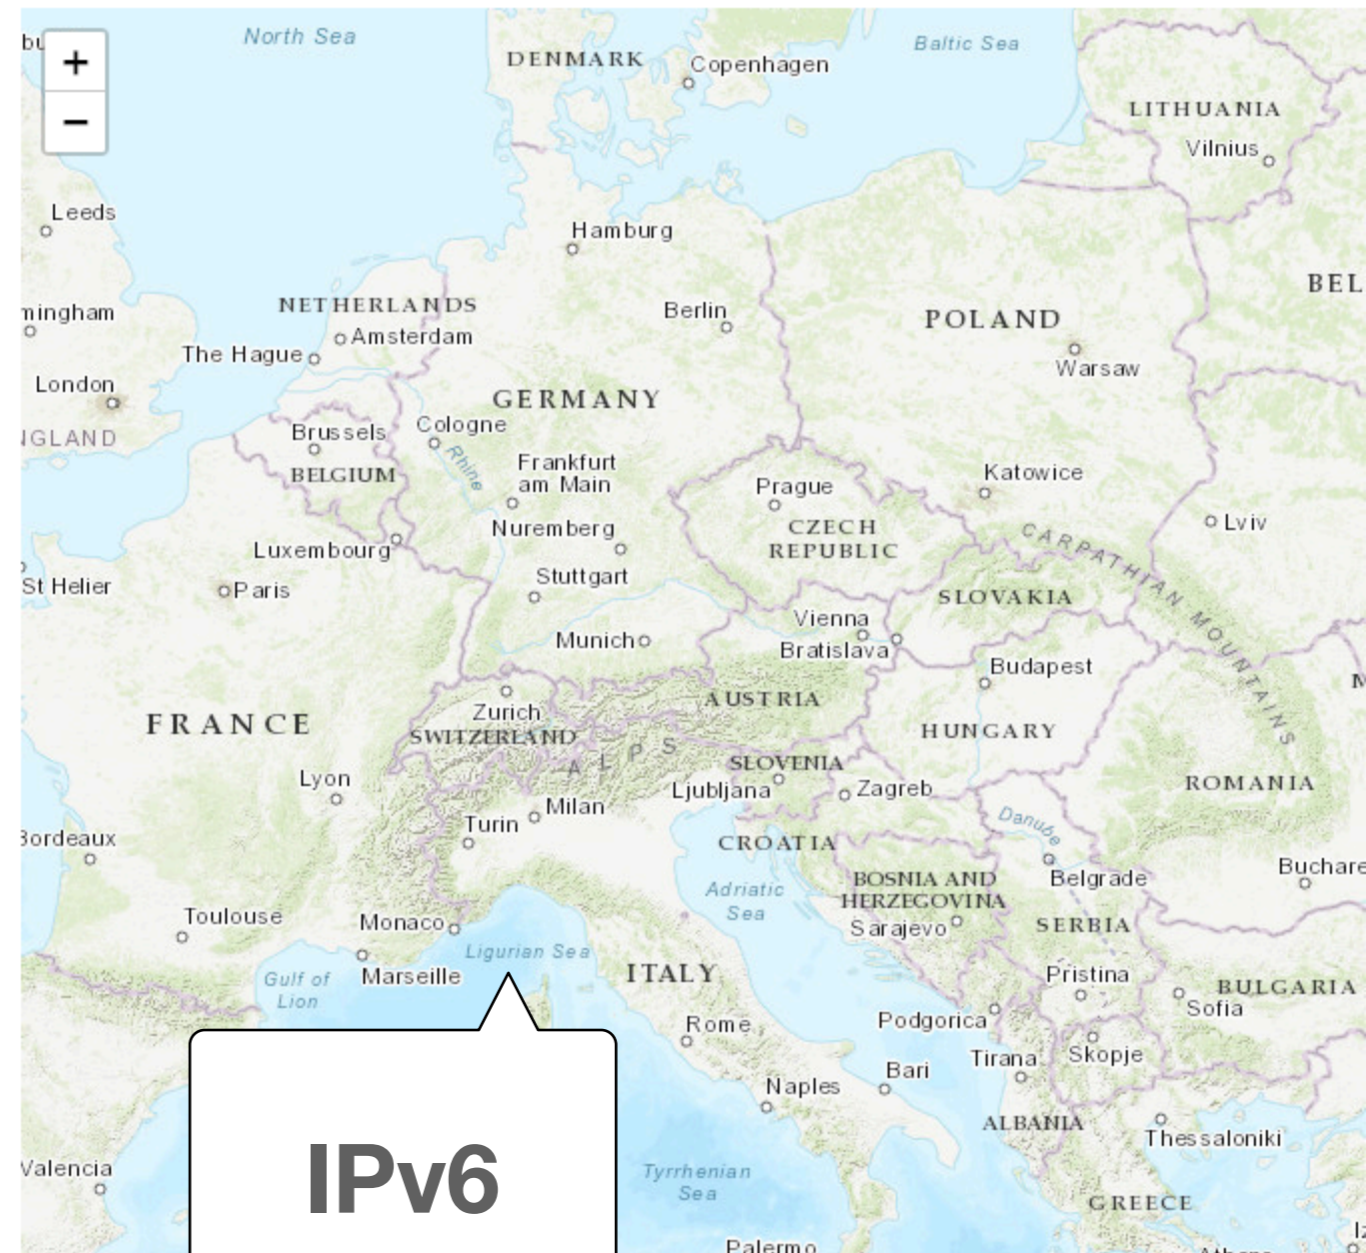 North Sea
Baltic Sea
DENMARK
Copenhagen
LITHUANIA
Vilnius
Leeds
Hamburg
BEL
NETHERLANDS
Berlin
mingham
POLAND
Amsterdam
The Hague
Warsaw
London
GERMANY
Cologne
Brussels
NGLAND
Rhine
Frankfurt
am Main
BELGIUM
Katowice
Prague
Nuremberg
CZECH
REPUBLIC
Lviv
Luxembourg
CARPATHIAN MOUNTAINS
Stuttgart
St Helier
Paris
SLOVAKIA
Vienna
Munich
Bratislava
Budapest
AUSTRIA
Zurich
FRANCE
HUNGARY
SWITZERLAND
ALPS
SLOVENIA
Lyon
Ljubljana
Zagreb
ROMANIA
Milan
Turin
Danube
Bordeaux
CROATIA
Buchare
BOSNIA AND
HERZEGOVINA
Belgrade
Adriatic
Sea
Toulouse
Monaco
Sarajevo
SERBIA
Ligurian Sea
Marseille
ITALY
Pristina
Gulf of
Lion
BULGARIA
Sofia
Rome
Podgorica
Tirana
Skopje
Bari
Naples
ALBANIA
Thessaloniki
Valencia
IPv6
Tyrrhenian
Sea
GREECE
Palermo